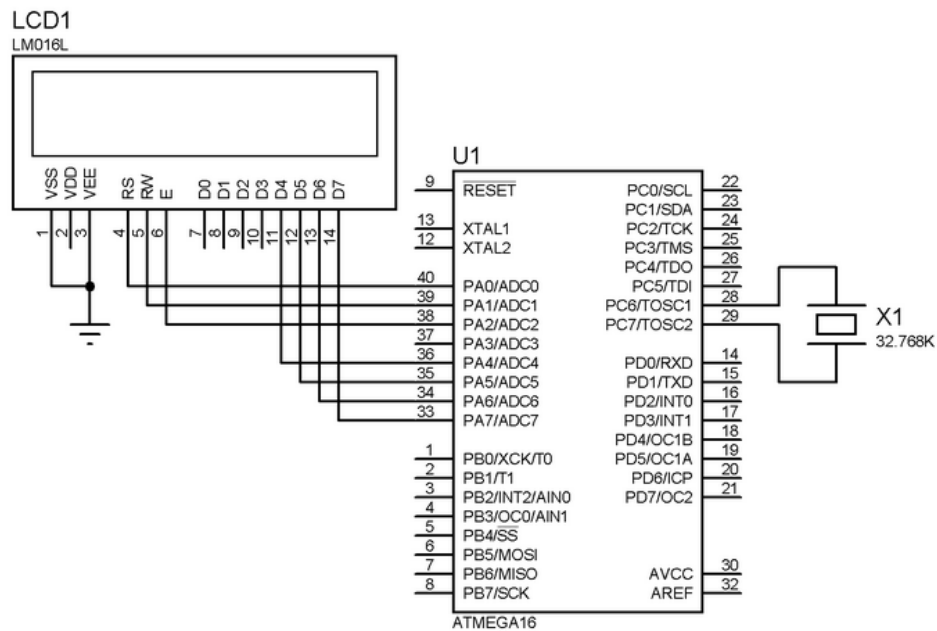 LCD1
LM016L
VSS VDD VEE RS RW E D0 D1 D2 D3 D4 D5 D6 D7
1 2 3 4 5 6 7 8 9 10 11 12 13 14
U1
9 RESET PC0/SCL 22
PC1/SDA 23
13 XTAL1 PC2/TCK 24
12 XTAL2 PC3/TMS 25
PC4/TDO 26
40 PA0/ADC0 PC5/TDI 27
39 PA1/ADC1 PC6/TOSC1 28
38 PA2/ADC2 PC7/TOSC2 29
37 PA3/ADC3
36 PA4/ADC4 PD0/RXD 14
35 PA5/ADC5 PD1/TXD 15
34 PA6/ADC6 PD2/INT0 16
33 PA7/ADC7 PD3/INT1 17
PD4/OC1B 18
1 PB0/XCK/T0 PD5/OC1A 19
2 PB1/T1 PD6/ICP 20
3 PB2/INT2/AIN0 PD7/OC2 21
4 PB3/OC0/AIN1
5 PB4/SS
6 PB5/MOSI
7 PB6/MISO AVCC 30
8 PB7/SCK AREF 32
ATMEGA16
X1
32.768K